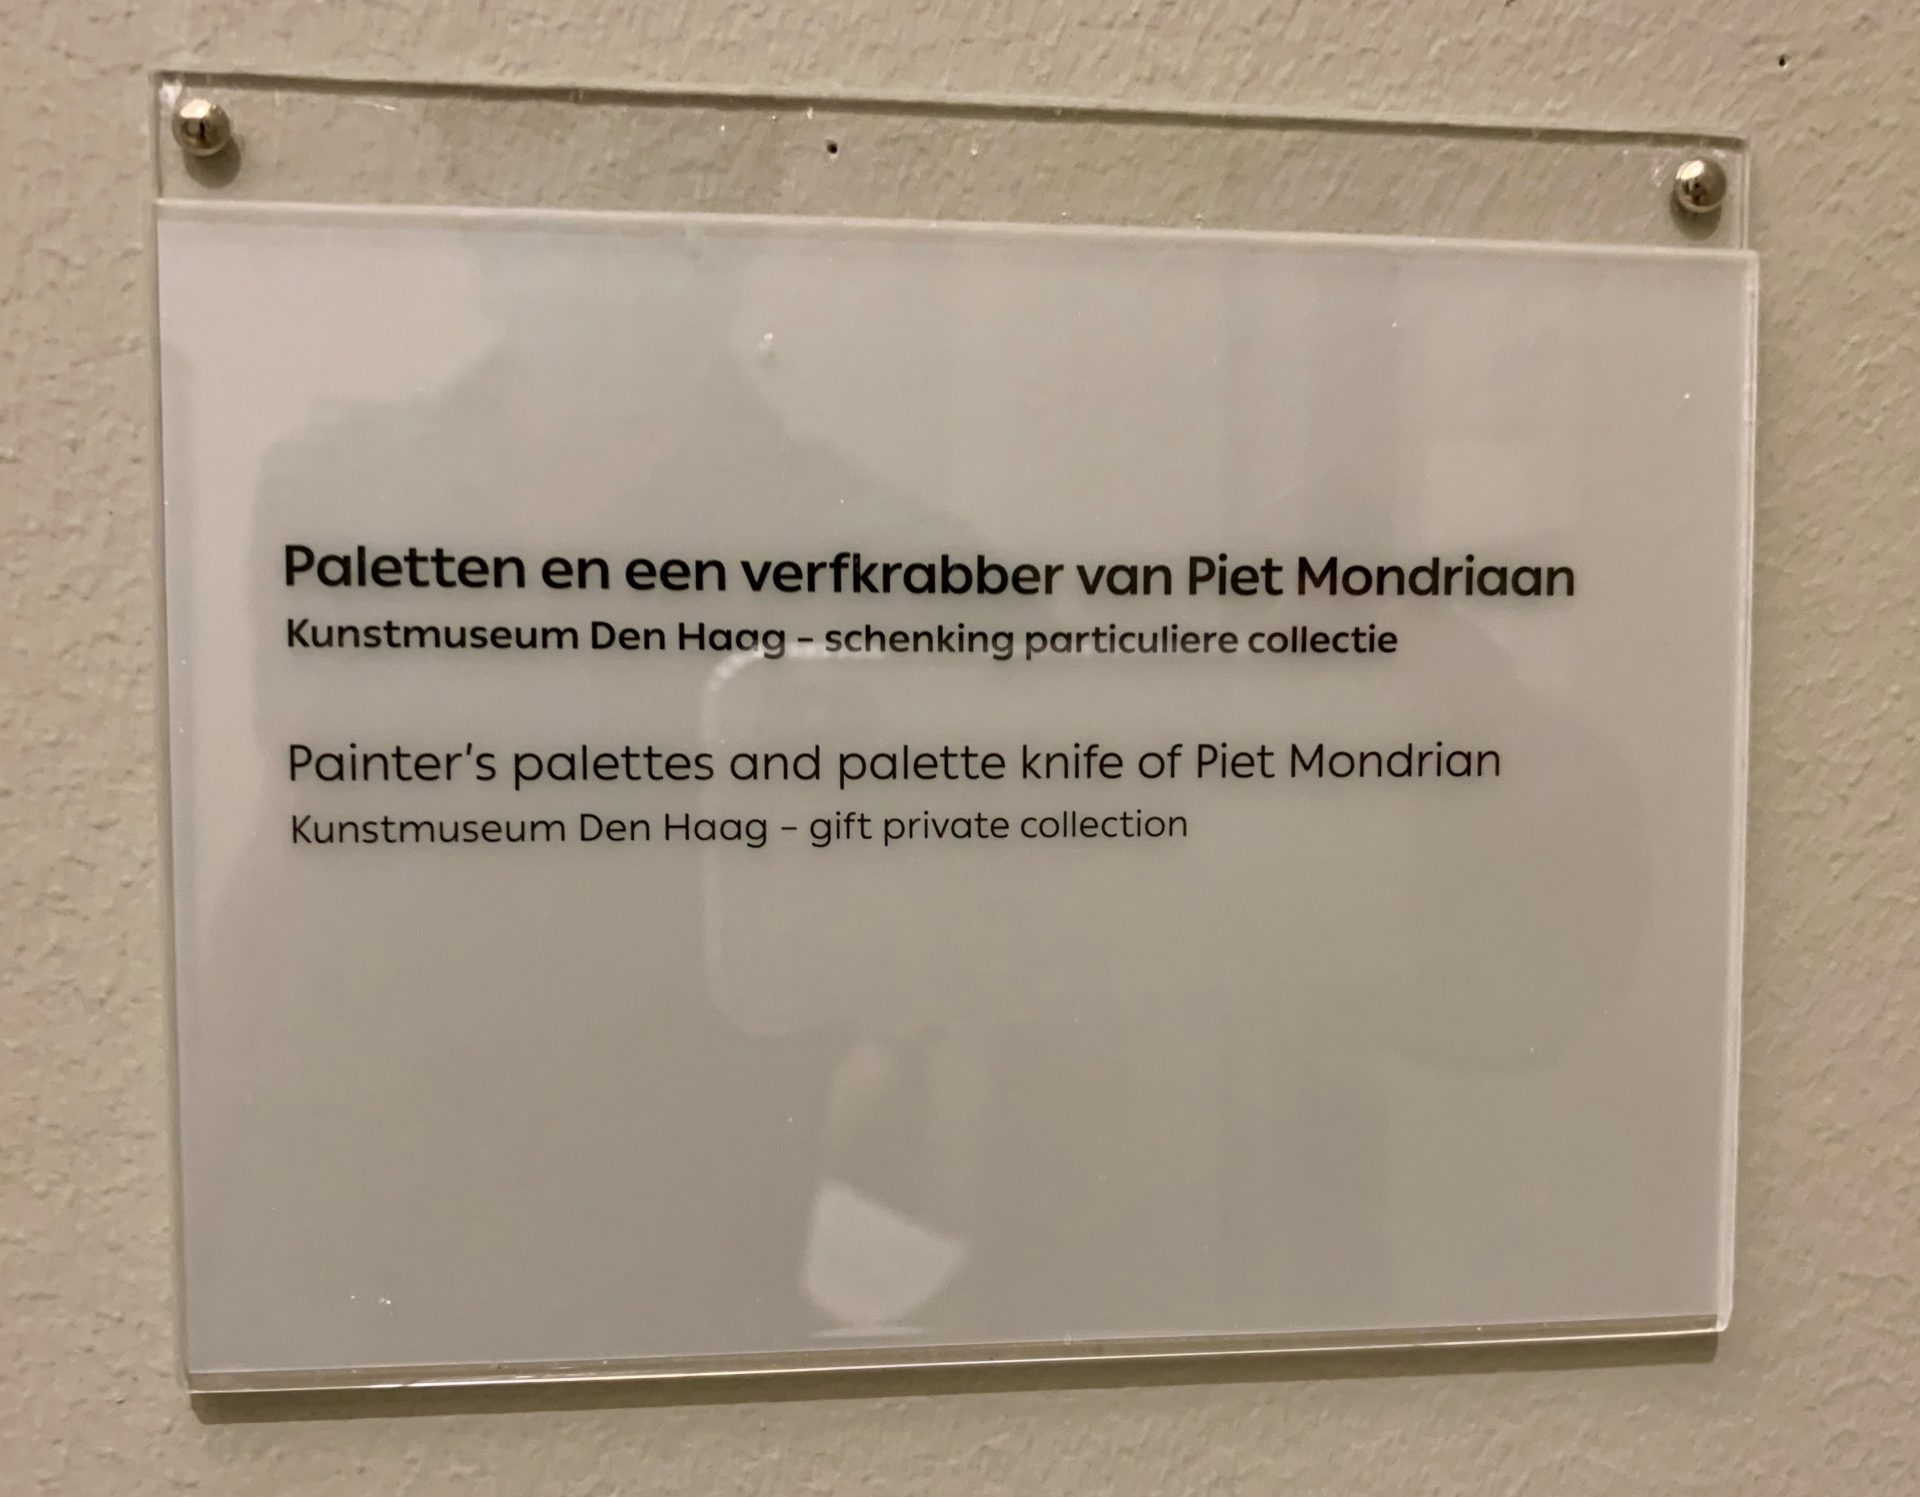 Paletten en een verfkrabber van Piet Mondriaan
Kunstmuseum Den Haag – schenking particuliere collectie
Painter's palettes and palette knife of Piet Mondrian
Kunstmuseum Den Haag – gift private collection